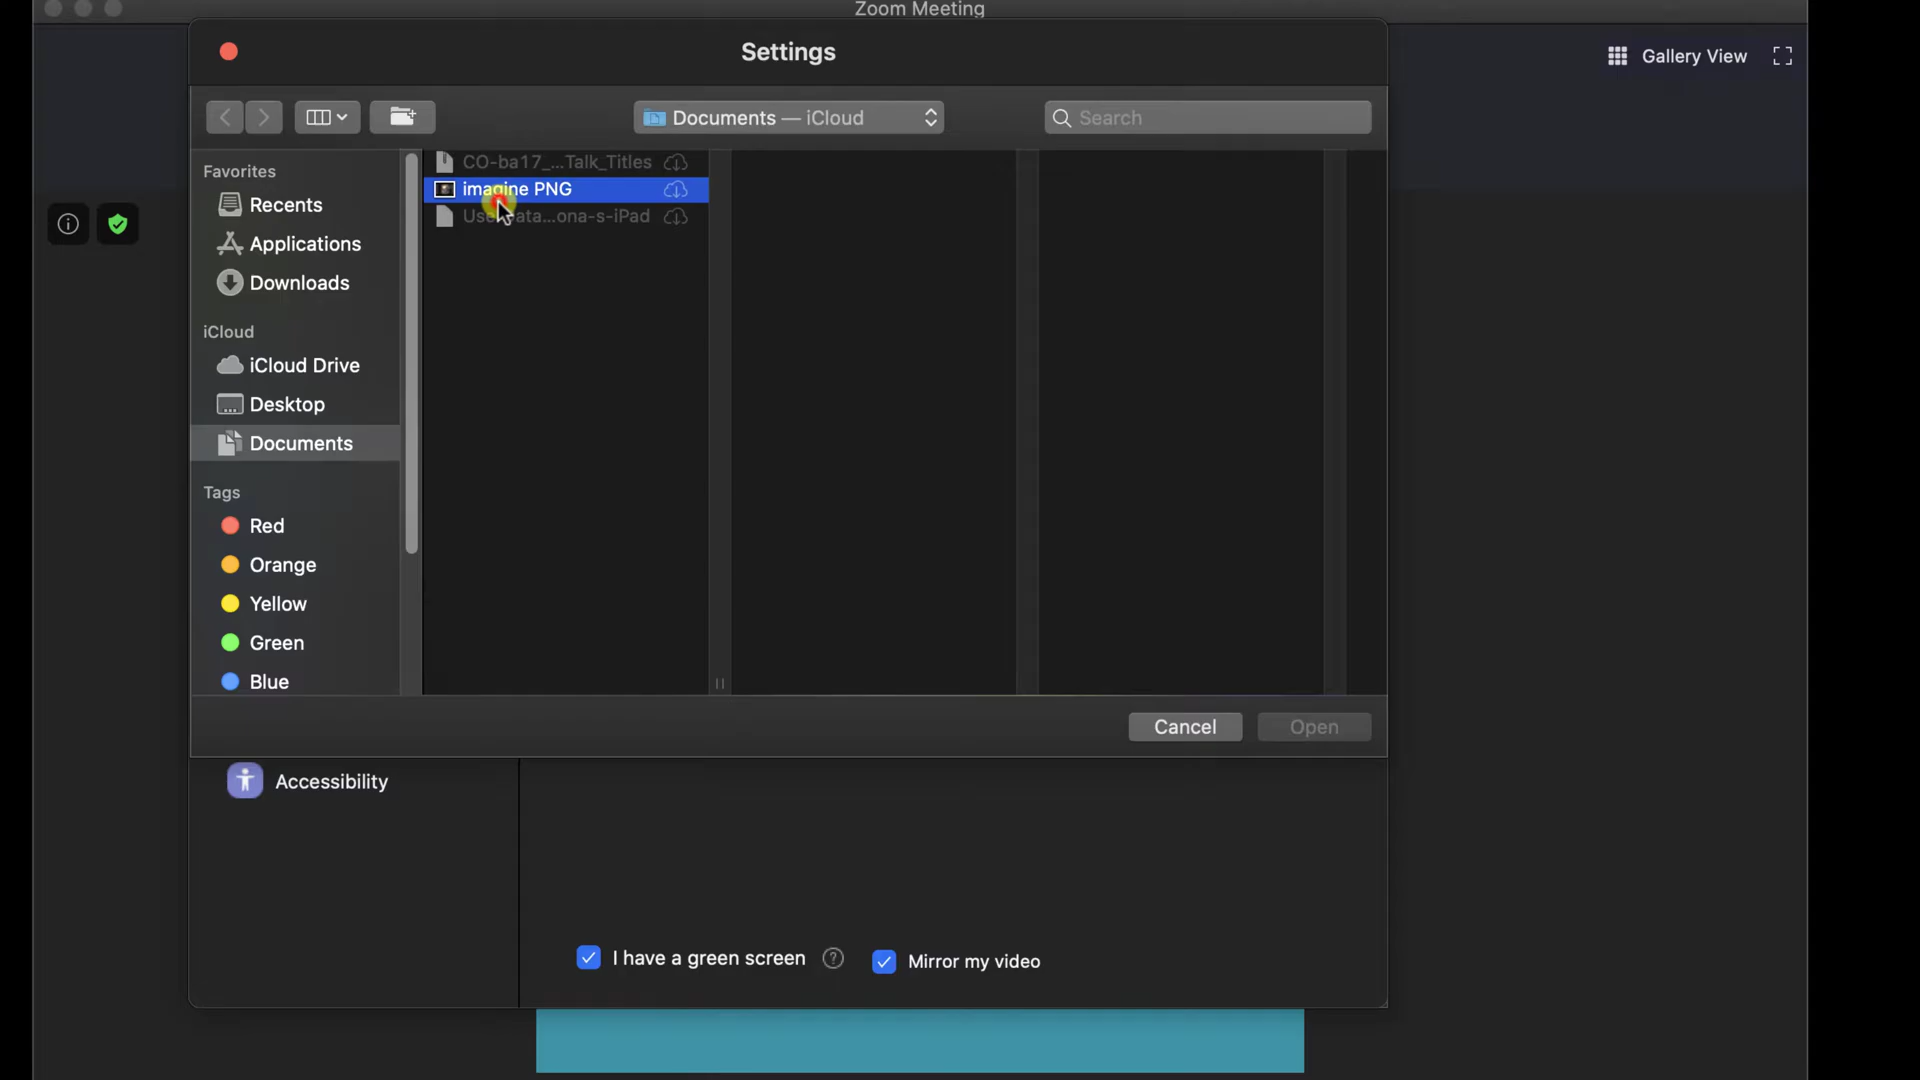 Zoom Meeting
Settings
Gallery View
Documents — iCloud
Search
Favorites
Recents
Applications
Downloads
iCloud
iCloud Drive
Desktop
Documents
Tags
Red
Orange
Yellow
Green
Blue
CO-ba17_...Talk_Titles
imagine PNG
ata...ona-s-iPad
Cancel
Open
Accessibility
I have a green screen ?
Mirror my video